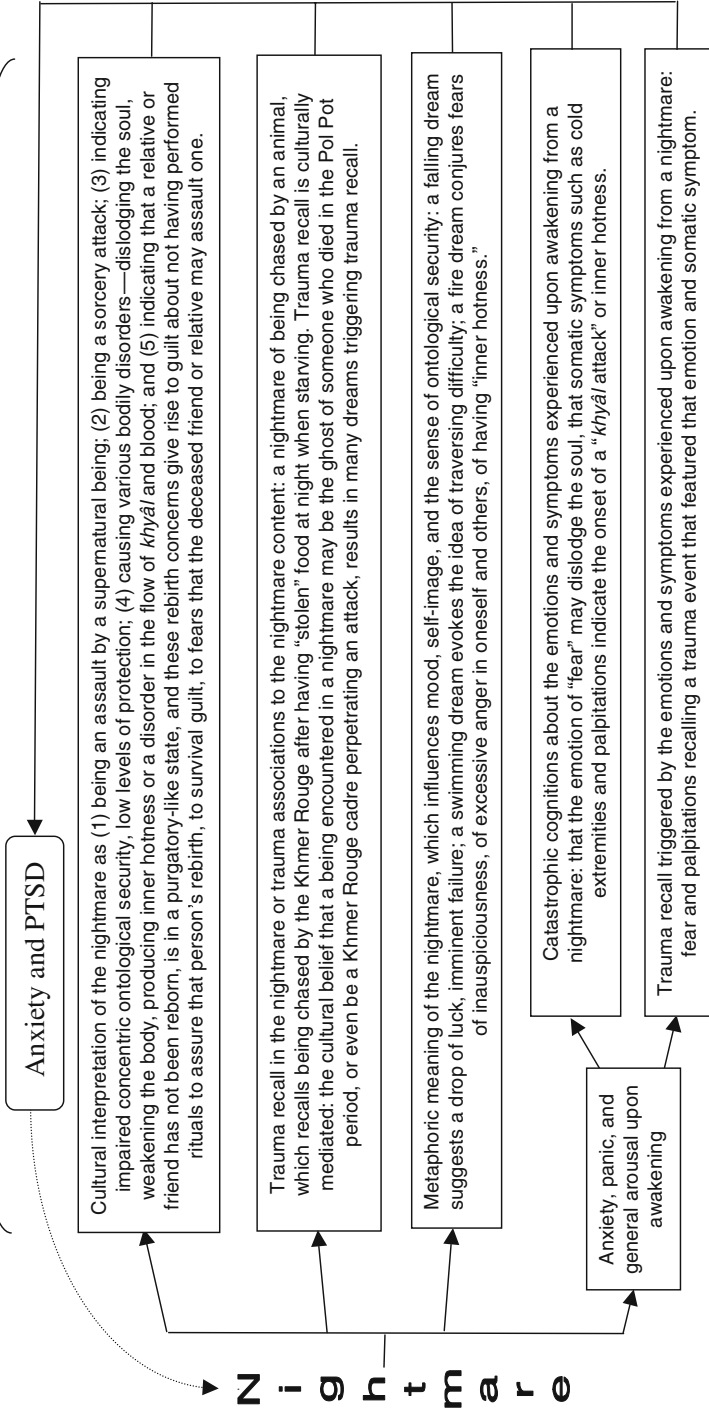 Nightmare
Anxiety and PTSD
Cultural interpretation of the nightmare as (1) being an assault by a supernatural being; (2) being a sorcery attack; (3) indicating
impaired concentric ontological security, low levels of protection; (4) causing various bodily disorders—dislodging the soul,
weakening the body, producing inner hotness or a disorder in the flow of khyâl and blood; and (5) indicating that a relative or
friend has not been reborn, is in a purgatory-like state, and these rebirth concerns give rise to guilt about not having performed
rituals to assure that person's rebirth, to survival guilt, to fears that the deceased friend or relative may assault one.
Trauma recall in the nightmare or trauma associations to the nightmare content: a nightmare of being chased by an animal,
which recalls being chased by the Khmer Rouge after having “stolen” food at night when starving. Trauma recall is culturally
mediated: the cultural belief that a being encountered in a nightmare may be the ghost of someone who died in the Pol Pot
period, or even be a Khmer Rouge cadre perpetrating an attack, results in many dreams triggering trauma recall.
Metaphoric meaning of the nightmare, which influences mood, self-image, and the sense of ontological security: a falling dream
suggests a drop of luck, imminent failure; a swimming dream evokes the idea of traversing difficulty; a fire dream conjures fears
of inauspiciousness, of excessive anger in oneself and others, of having “inner hotness.”
Anxiety, panic, and
general arousal upon
awakening
Catastrophic cognitions about the emotions and symptoms experienced upon awakening from a
nightmare: that the emotion of “fear” may dislodge the soul, that somatic symptoms such as cold
extremities and palpitations indicate the onset of a “khyâl attack” or inner hotness.
Trauma recall triggered by the emotions and symptoms experienced upon awakening from a nightmare:
fear and palpitations recalling a trauma event that featured that emotion and somatic symptom.